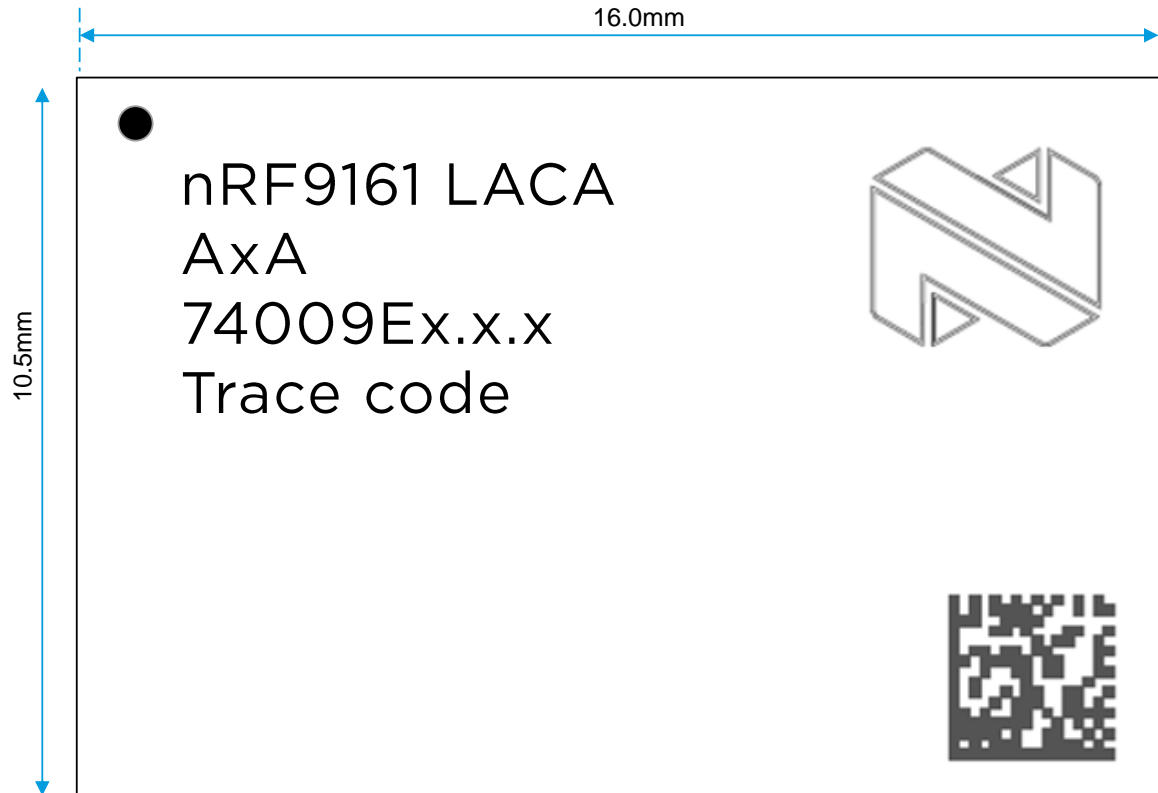 16.0mm
10.5mm
nRF9161 LACA
AxA
74009Ex.x.x
Trace code